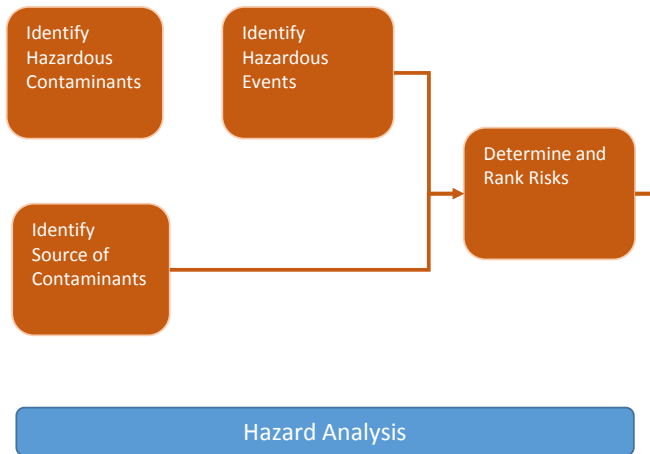 Identify
Hazardous
Contaminants
Identify
Hazardous
Events
Determine and
Rank Risks
Identify
Source of
Contaminants
Hazard Analysis